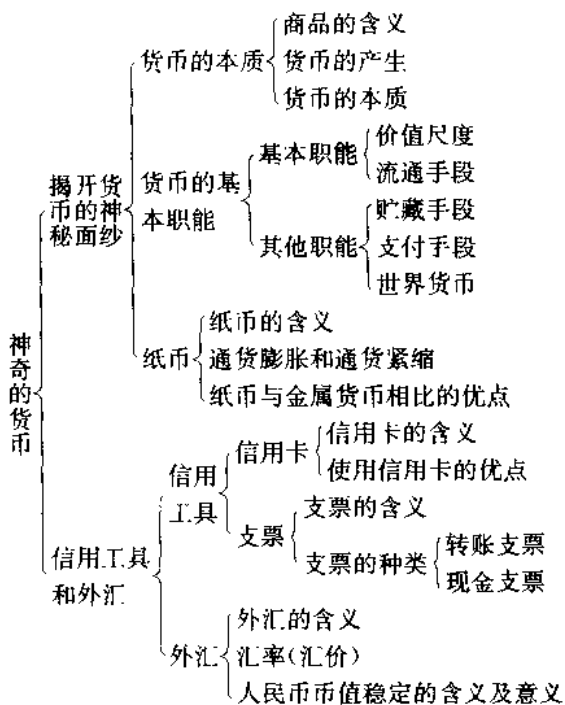 神奇的货币
揭开货
币的神
秘面纱
货币的本质
商品的含义
货币的产生
货币的本质
货币的基
本职能
基本职能
价值尺度
流通手段
其他职能
贮藏手段
支付手段
世界货币
纸币
纸币的含义
通货膨胀和通货紧缩
纸币与金属货币相比的优点
信用工具
和外汇
信用
工具
信用卡
信用卡的含义
使用信用卡的优点
支票
支票的含义
支票的种类
转账支票
现金支票
外汇
外汇的含义
汇率(汇价)
人民币币值稳定的含义及意义